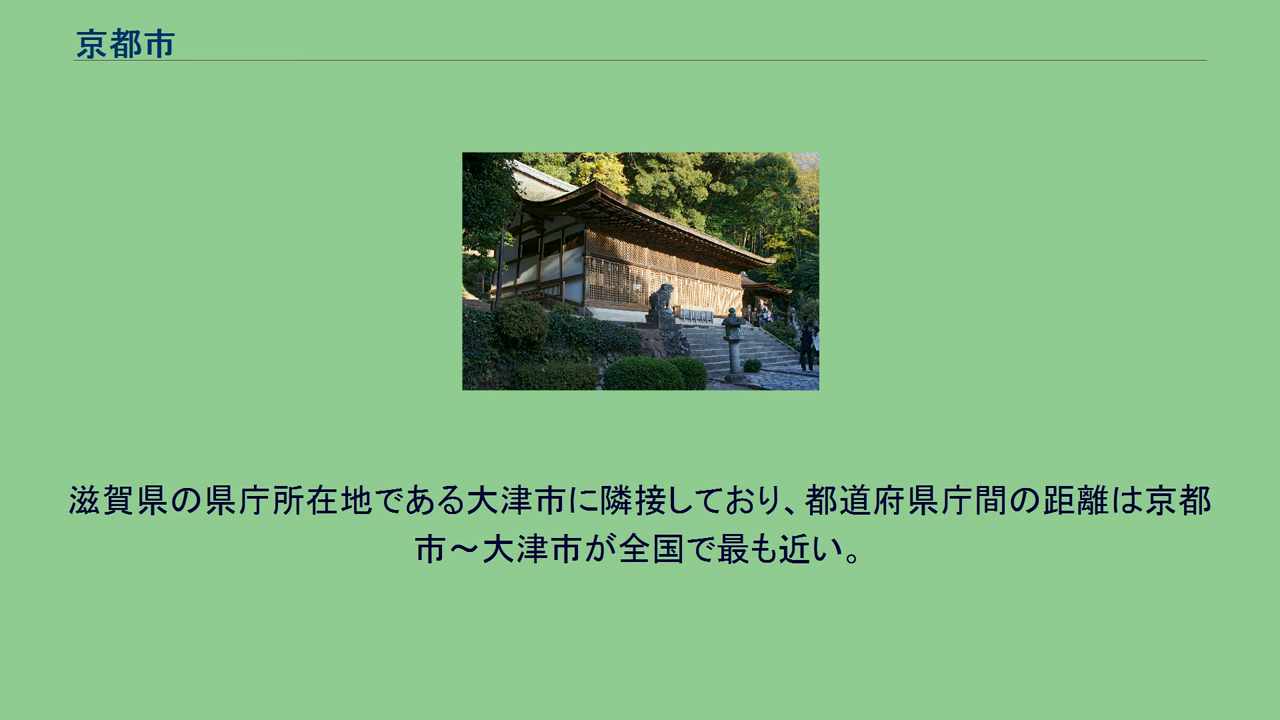 京都市
滋賀県の県庁所在地である大津市に隣接しており、都道府県庁間の距離は京都
市～大津市が全国で最も近い。